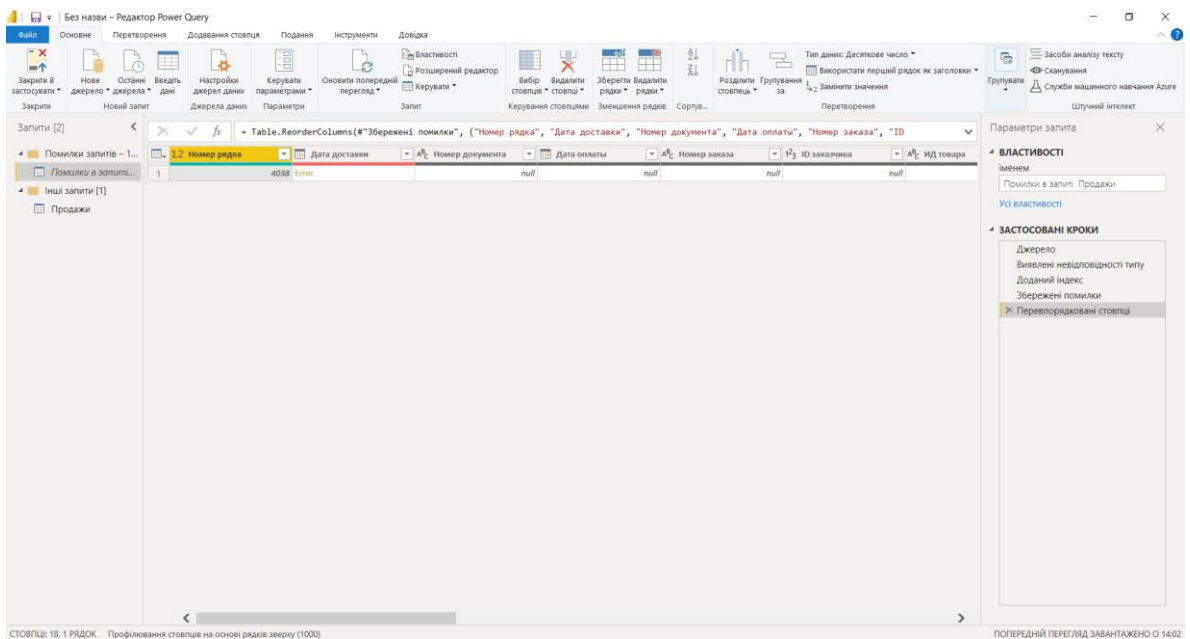 Без назви – Редактор Power Query
Файл Основне Перетворення Додавання стовпця Подання Інструменти Довідка
Закрити й застосувати
Закрити
Нове джерело
Останні джерела
Введіть дані
Новий запит
Настройки джерел даних
Джерела даних
Керувати параметрами
Параметри
Оновити попередній перегляд
Властивості
Розширений редактор
Керувати
Запит
Вибір стовпців
Видалити стовпці
Керування стовпцями
Зберегти рядки
Видалити рядки
Зменшення рядків
Сортув...
Розділити стовпець
Групування за
Тип даних: Десяткове число
Використати перший рядок як заголовки
Замінити значення
Перетворення
Групувати
Засоби аналізу тексту
Сканування
Служби машинного навчання Azure
Штучний інтелект
Запити [2]
Помилки запитів – 1...
Помилки в запиті...
Інші запити [1]
Продажи
= Table.ReorderColumns(#"Збережені помилки", {"Номер рядка", "Дата доставки", "Номер документа", "Дата оплаты", "Номер заказа", "ID
1.2 Номер рядка Дата доставки ABC Номер документа Дата оплаты ABC Номер заказа 123 ID заказчика ABC ИД товара
1 4038 Error null null null null
Параметри запита
ВЛАСТИВОСТІ
іменем
Помилки в запиті Продажи
Усі властивості
ЗАСТОСОВАНІ КРОКИ
Джерело
Виявлені невідповідності типу
Доданий індекс
Збережені помилки
Перевпорядковані стовпці
СТОВПЦІ: 18, 1 РЯДОК Профілювання стовпців на основі рядків зверху (1000)
ПОПЕРЕДНІЙ ПЕРЕГЛЯД ЗАВАНТАЖЕНО О 14:02